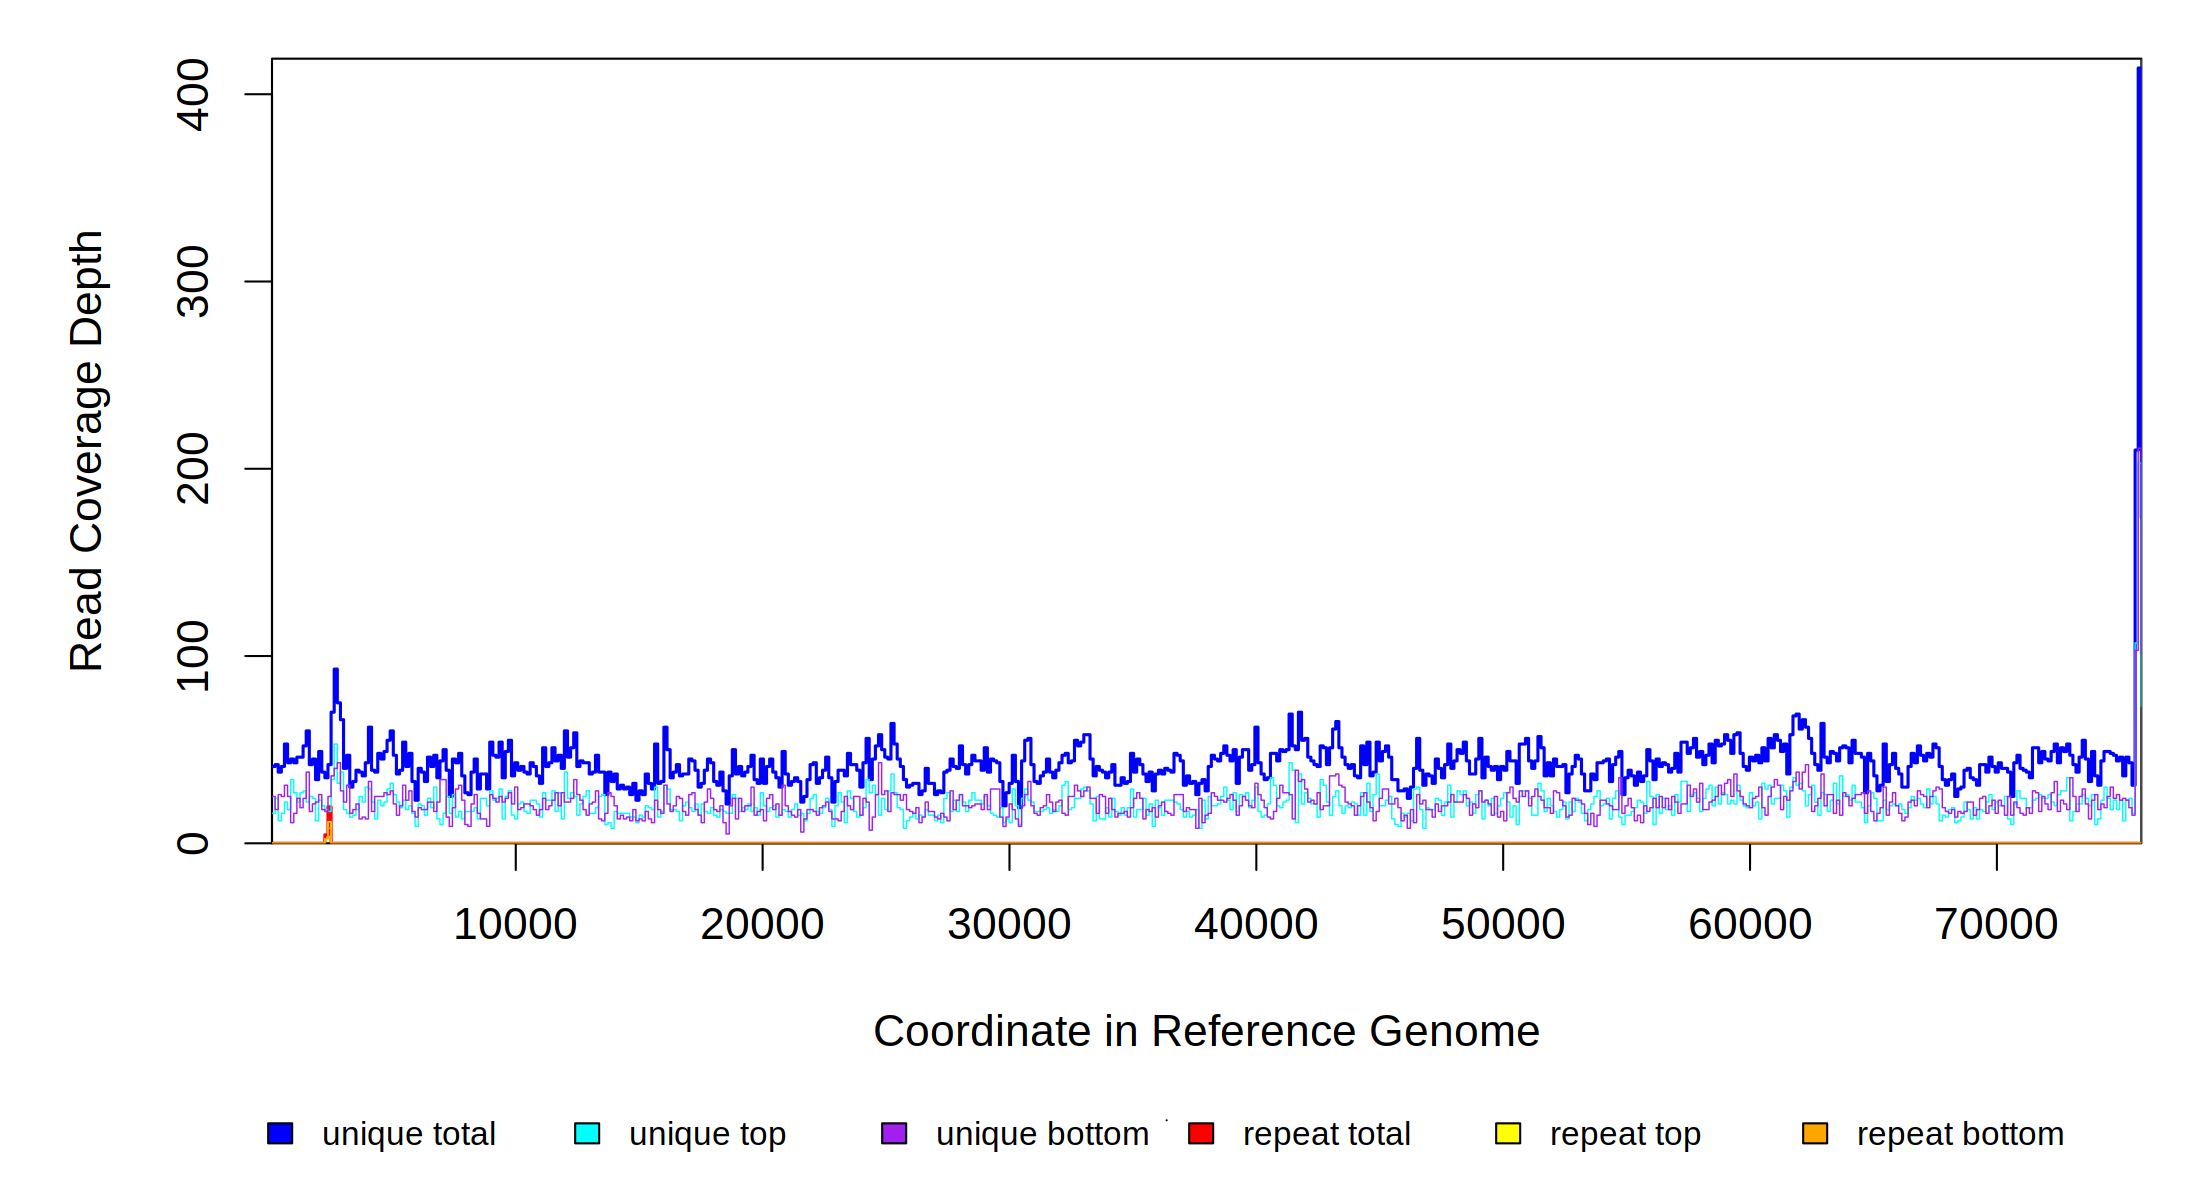 Read Coverage Depth
400
300
200
100
0
10000 20000 30000 40000 50000 60000 70000
Coordinate in Reference Genome
unique total unique top unique bottom repeat total repeat top repeat bottom